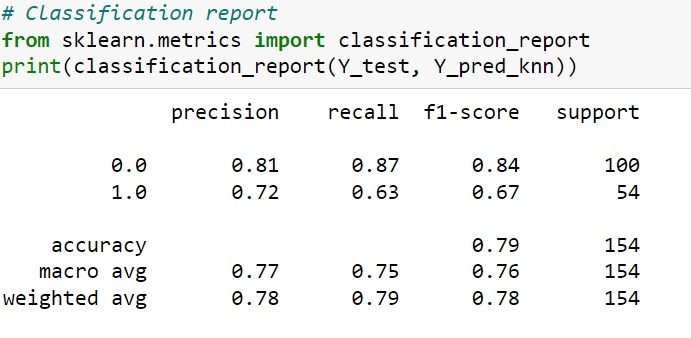 # Classification report
from sklearn.metrics import classification_report
print(classification_report(Y_test, Y_pred_knn))
precision recall f1-score support
0.0 0.81 0.87 0.84 100
1.0 0.72 0.63 0.67 54
accuracy 0.79 154
macro avg 0.77 0.75 0.76 154
weighted avg 0.78 0.79 0.78 154